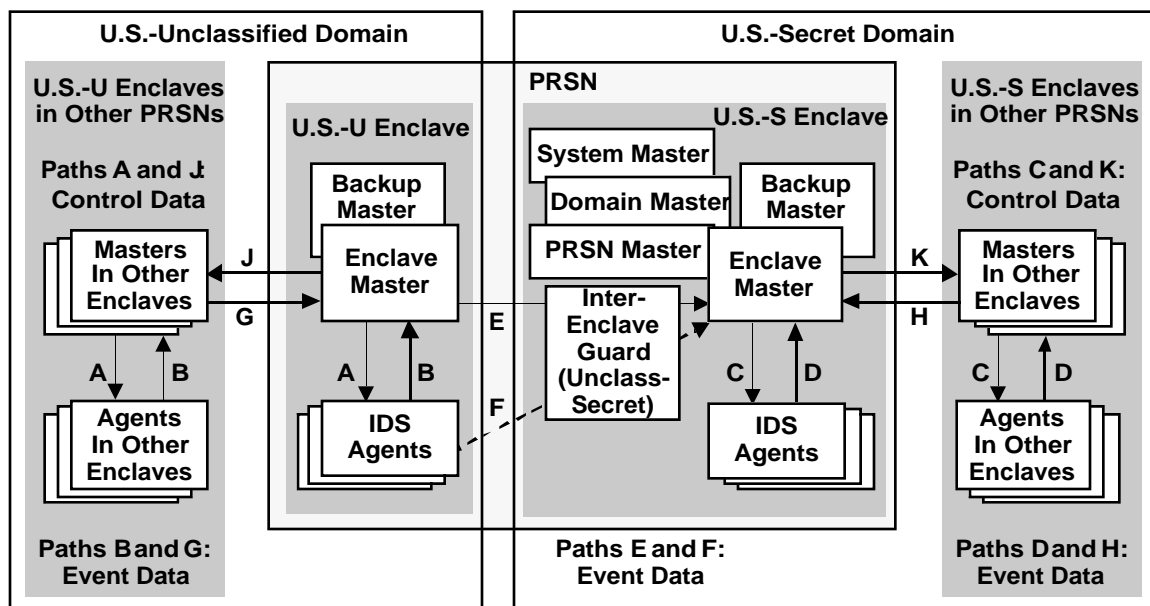 U.S.-Unclassified Domain
U.S.-Secret Domain
U.S.-U Enclaves
in Other PRSNs
Paths A and J:
Control Data
Masters
In Other
Enclaves
A
B
Agents
In Other
Enclaves
Paths B and G:
Event Data
J
G
PRSN
U.S.-U Enclave
Backup
Master
Enclave
Master
A
B
IDS
Agents
E
F
Inter-
Enclave
Guard
(Unclass-
Secret)
U.S.-S Enclave
System Master
Domain Master
PRSN Master
Backup
Master
Enclave
Master
C
D
IDS
Agents
Paths E and F:
Event Data
K
H
U.S.-S Enclaves
in Other PRSNs
Paths C and K:
Control Data
Masters
In Other
Enclaves
C
D
Agents
In Other
Enclaves
Paths D and H:
Event Data